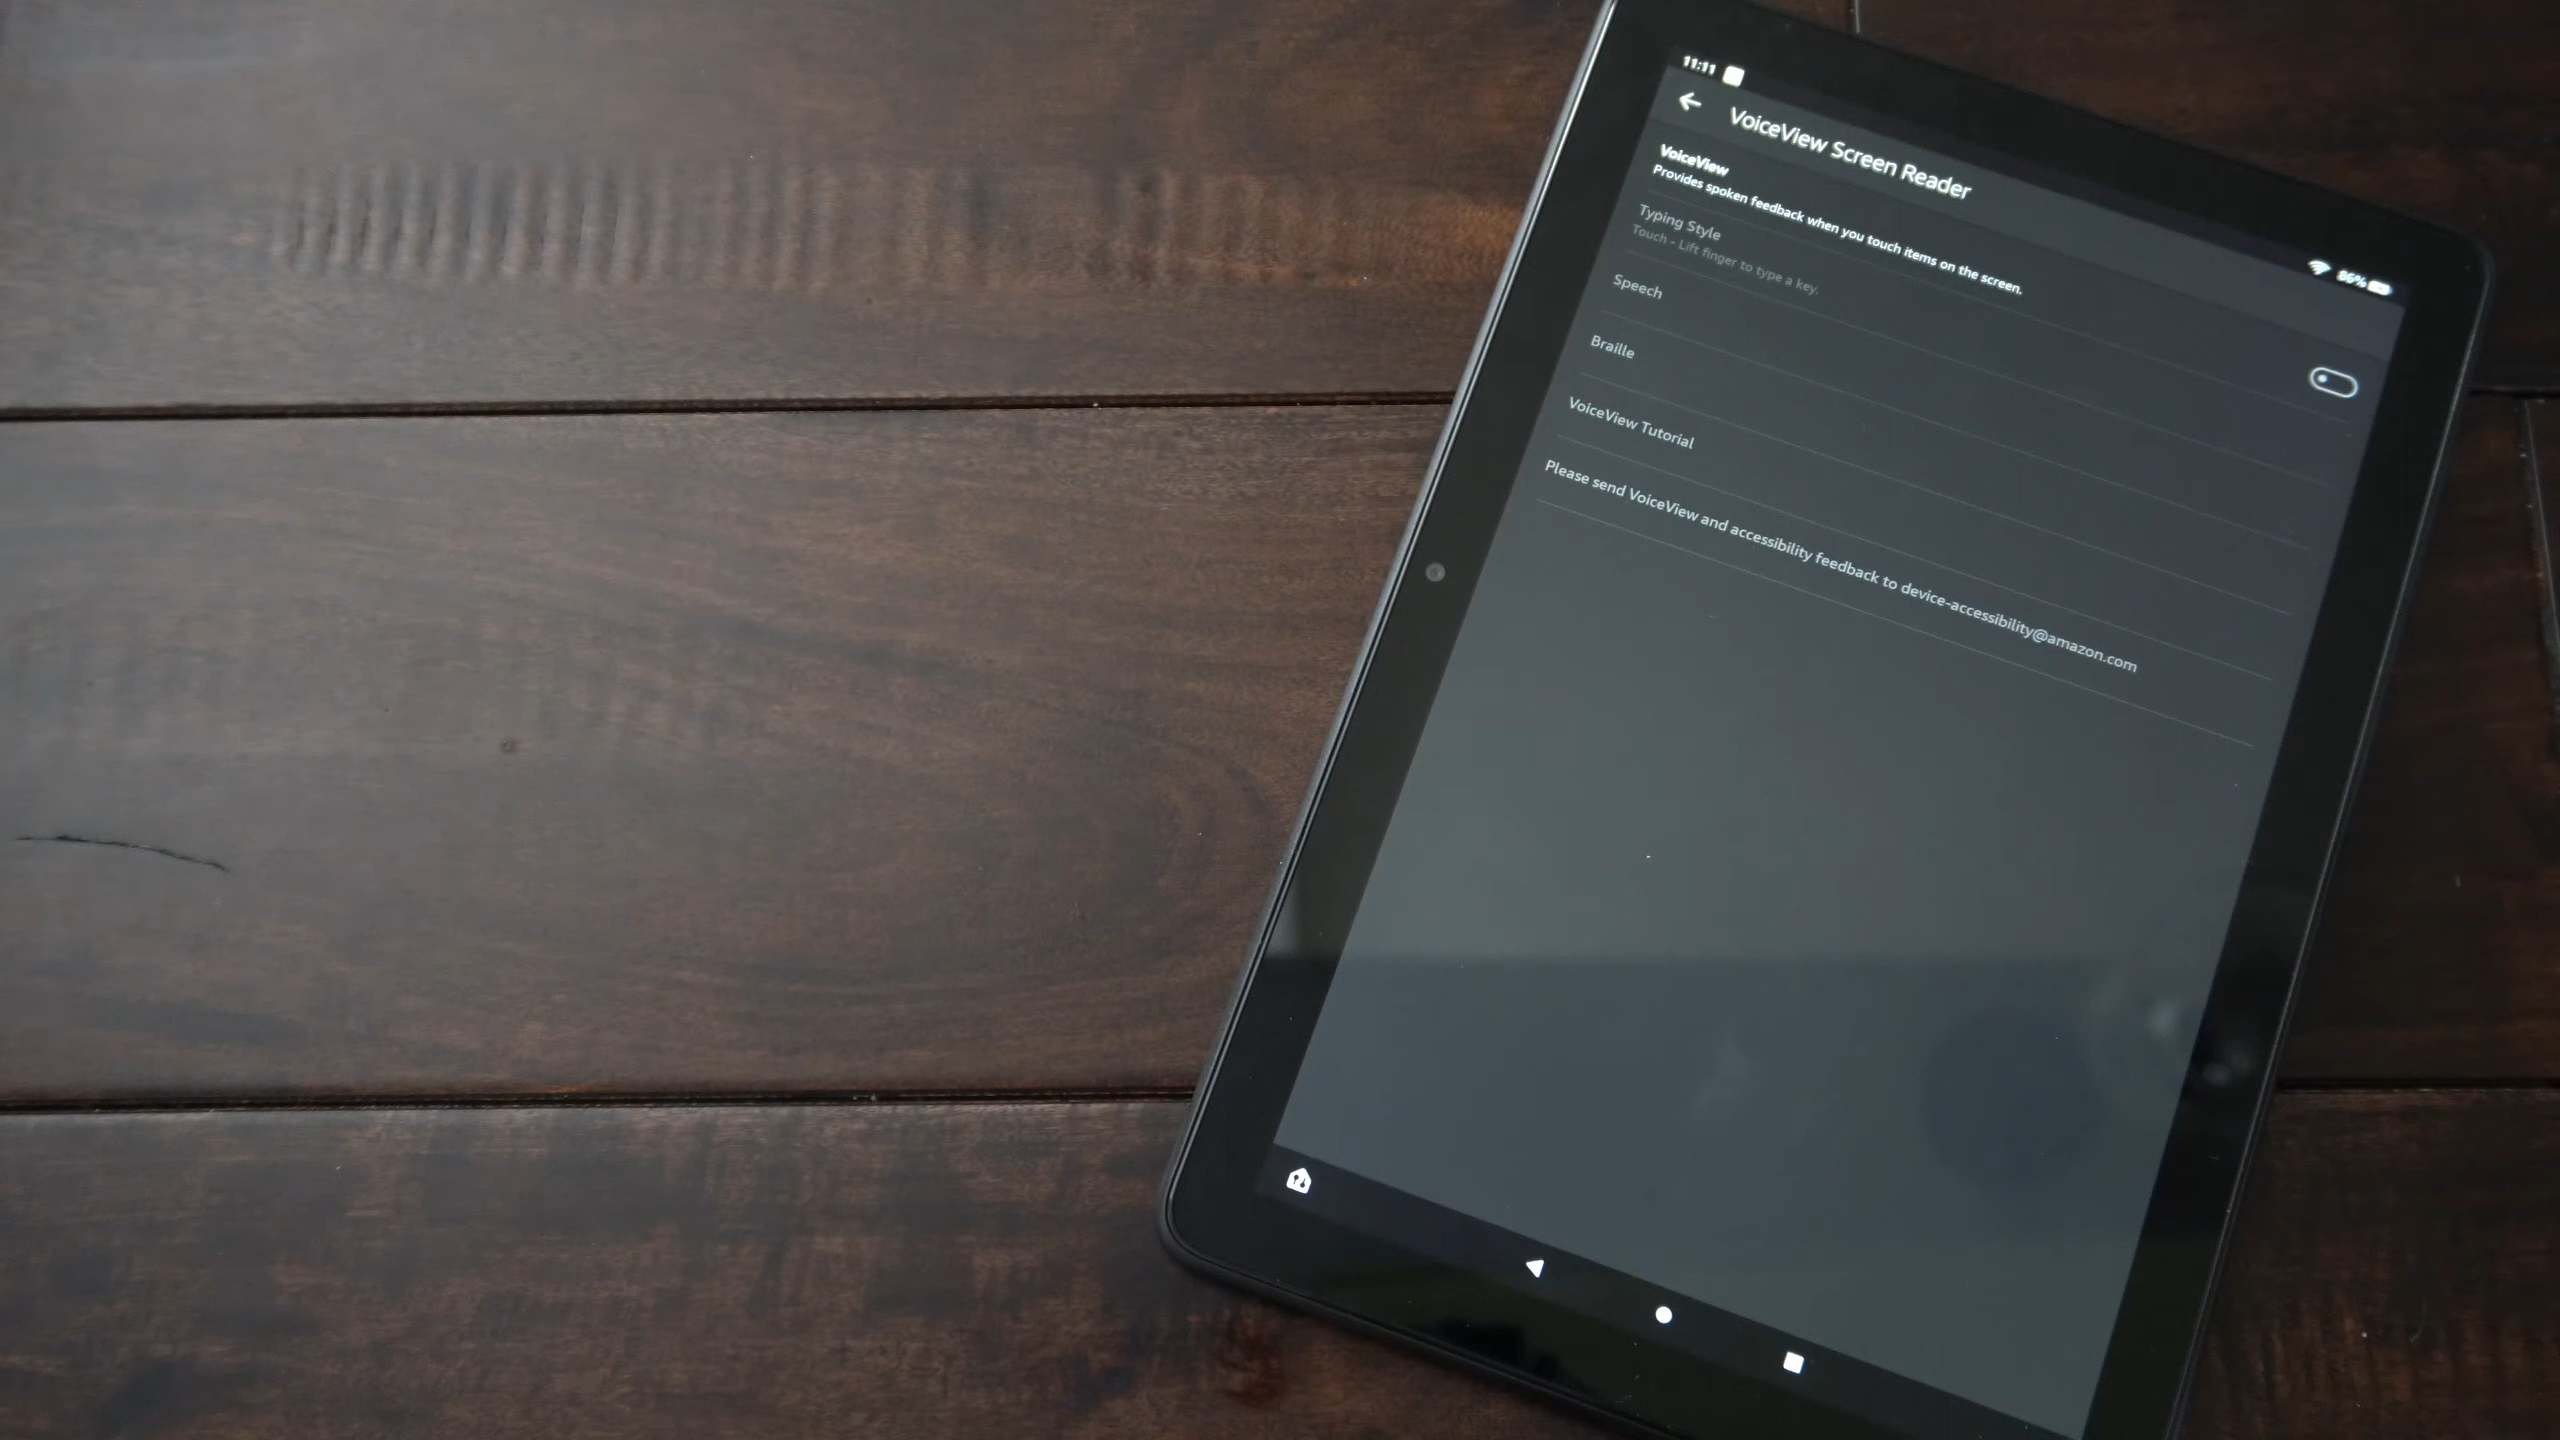 11:11
86%
VoiceView Screen Reader
VoiceView
Provides spoken feedback when you touch items on the screen.
Typing Style
Touch - Lift finger to type a key.
Speech
Braille
VoiceView Tutorial
Please send VoiceView and accessibility feedback to device-accessibility@amazon.com